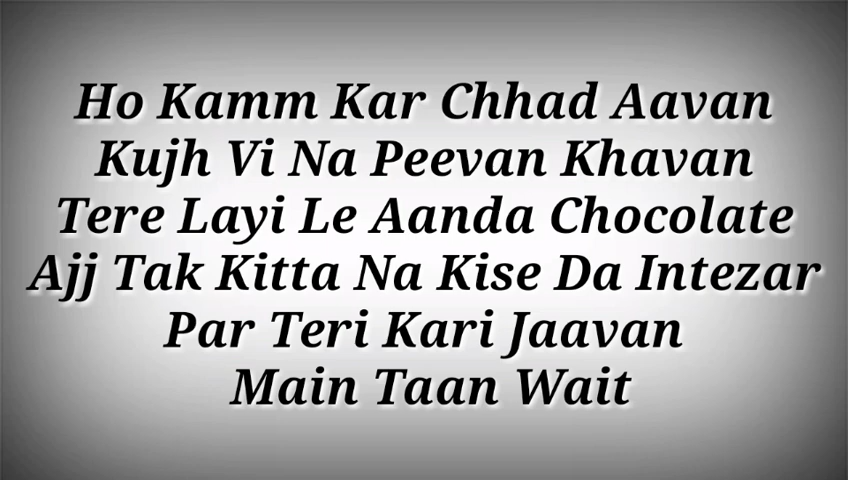 Ho Kamm Kar Chhad Aavan
Kujh Vi Na Peevan Khavan
Tere Layi Le Aanda Chocolate
Ajj Tak Kitta Na Kise Da Intezar
Par Teri Kari Jaavan
Main Taan Wait